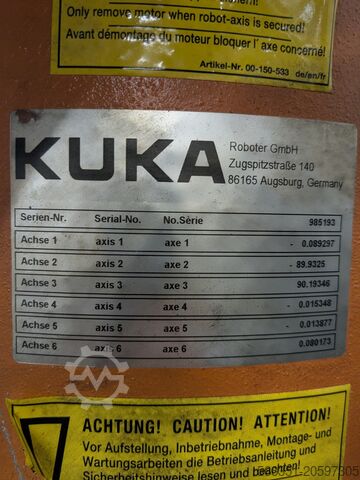 Only remove motor when robot-axis is secured!
Avant démontage du moteur bloquer l' axe concerné!
Artikel-Nr. 00-150-533 de/en/fr
KUKA
Roboter GmbH
Zugspitzstraße 140
86165 Augsburg, Germany
Serien-Nr. Serial-No. No.Série 985193
Achse 1 axis 1 axe 1 - 0.089297
Achse 2 axis 2 axe 2 - 89.9325
Achse 3 axis 3 axe 3 90.19346
Achse 4 axis 4 axe 4 - 0.015348
Achse 5 axis 5 axe 5 - 0.013877
Achse 6 axis 6 axe 6 - 0.080173
MACHINESEEKER
ACHTUNG! CAUTION! ATTENTION!
Vor Aufstellung, Inbetriebnahme, Montage- und
Wartungsarbeiten die Betriebsanleitung und
Sicherheitshinweise lesen und beachten!